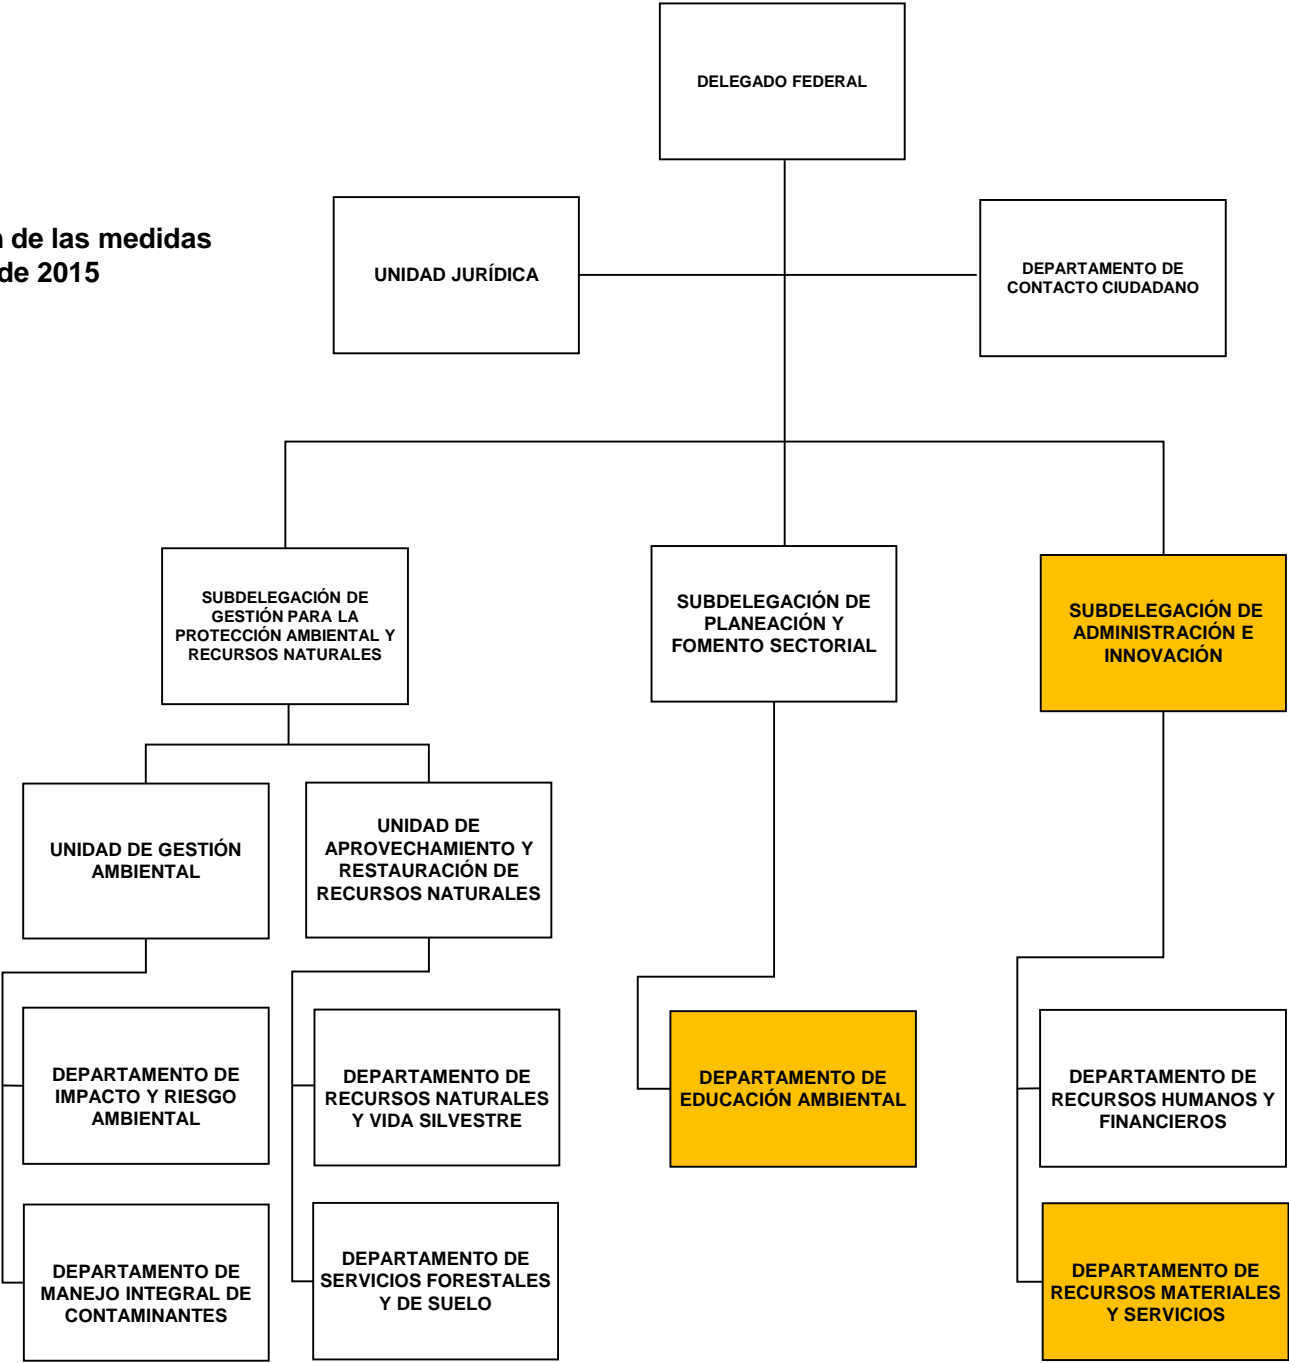 DELEGADO FEDERAL
de las medidas
de 2015
UNIDAD JURÍDICA
DEPARTAMENTO DE
CONTACTO CIUDADANO
SUBDELEGACIÓN DE
GESTIÓN PARA LA
PROTECCIÓN AMBIENTAL Y
RECURSOS NATURALES
SUBDELEGACIÓN DE
PLANEACIÓN Y
FOMENTO SECTORIAL
SUBDELEGACIÓN DE
ADMINISTRACIÓN E
INNOVACIÓN
UNIDAD DE GESTIÓN
AMBIENTAL
UNIDAD DE
APROVECHAMIENTO Y
RESTAURACIÓN DE
RECURSOS NATURALES
DEPARTAMENTO DE
IMPACTO Y RIESGO
AMBIENTAL
DEPARTAMENTO DE
RECURSOS NATURALES
Y VIDA SILVESTRE
DEPARTAMENTO DE
EDUCACIÓN AMBIENTAL
DEPARTAMENTO DE
RECURSOS HUMANOS Y
FINANCIEROS
DEPARTAMENTO DE
MANEJO INTEGRAL DE
CONTAMINANTES
DEPARTAMENTO DE
SERVICIOS FORESTALES
Y DE SUELO
DEPARTAMENTO DE
RECURSOS MATERIALES
Y SERVICIOS